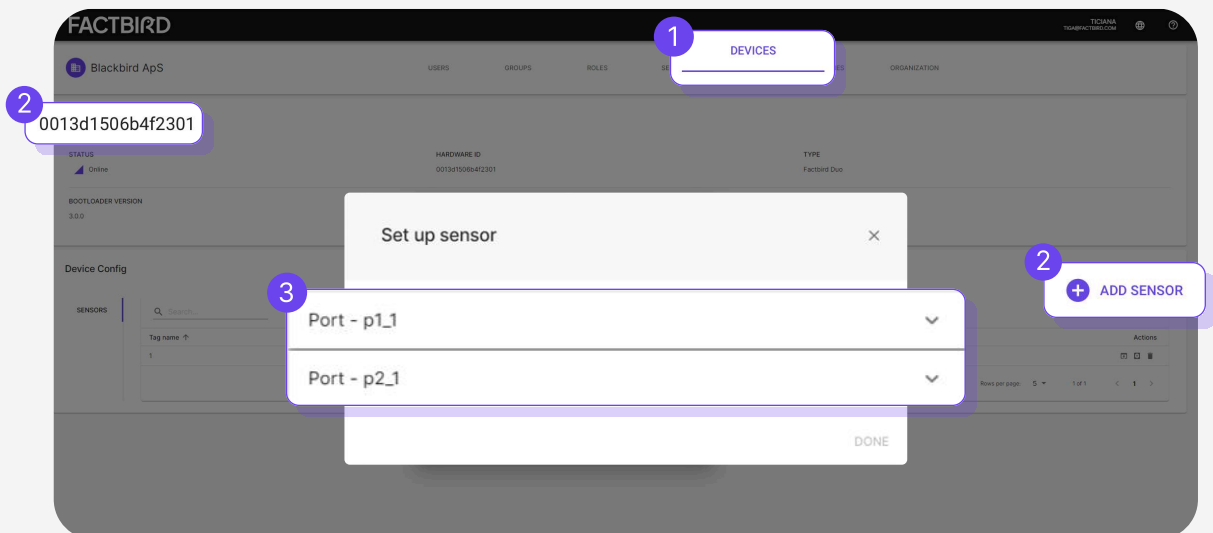 FACTBIRD
TICIANA
TIGA@FACTBIRD.COM
1
DEVICES
Blackbird ApS
USERS
GROUPS
ROLES
ORGANIZATION
2
0013d1506b4f2301
STATUS
Online
HARDWARE ID
0013d1506b4f2301
TYPE
Factbird Duo
BOOTLOADER VERSION
3.0.0
Set up sensor
Device Config
2
ADD SENSOR
SENSORS
Search...
3
Port - p1_1
Port - p2_1
Tag name
Actions
1
Rows per page: 5
1 of 1
1
DONE